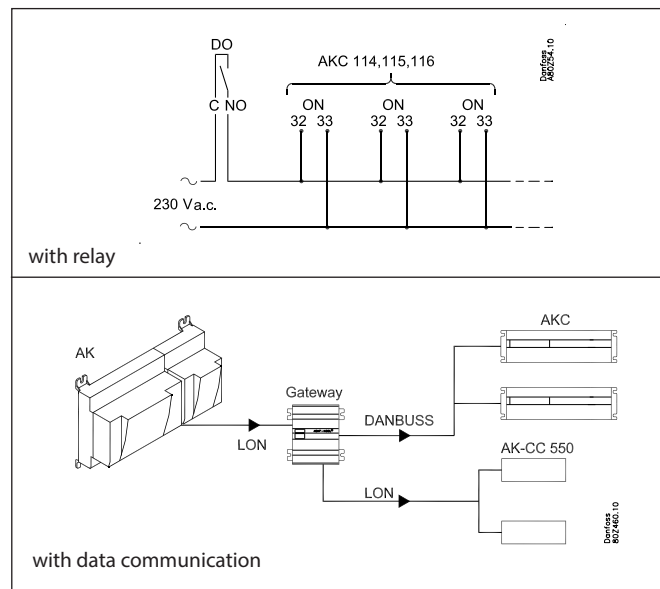 DO
AKC 114,115,116
Danfoss
A80Z54.10
C NO
ON ON ON
32 33 32 33 32 33
230 Va.c.
with relay
AK
AKC
Gateway
DANBUSS
LON
AK-CC 550
LON
Danfoss
80Z460.10
with data communication